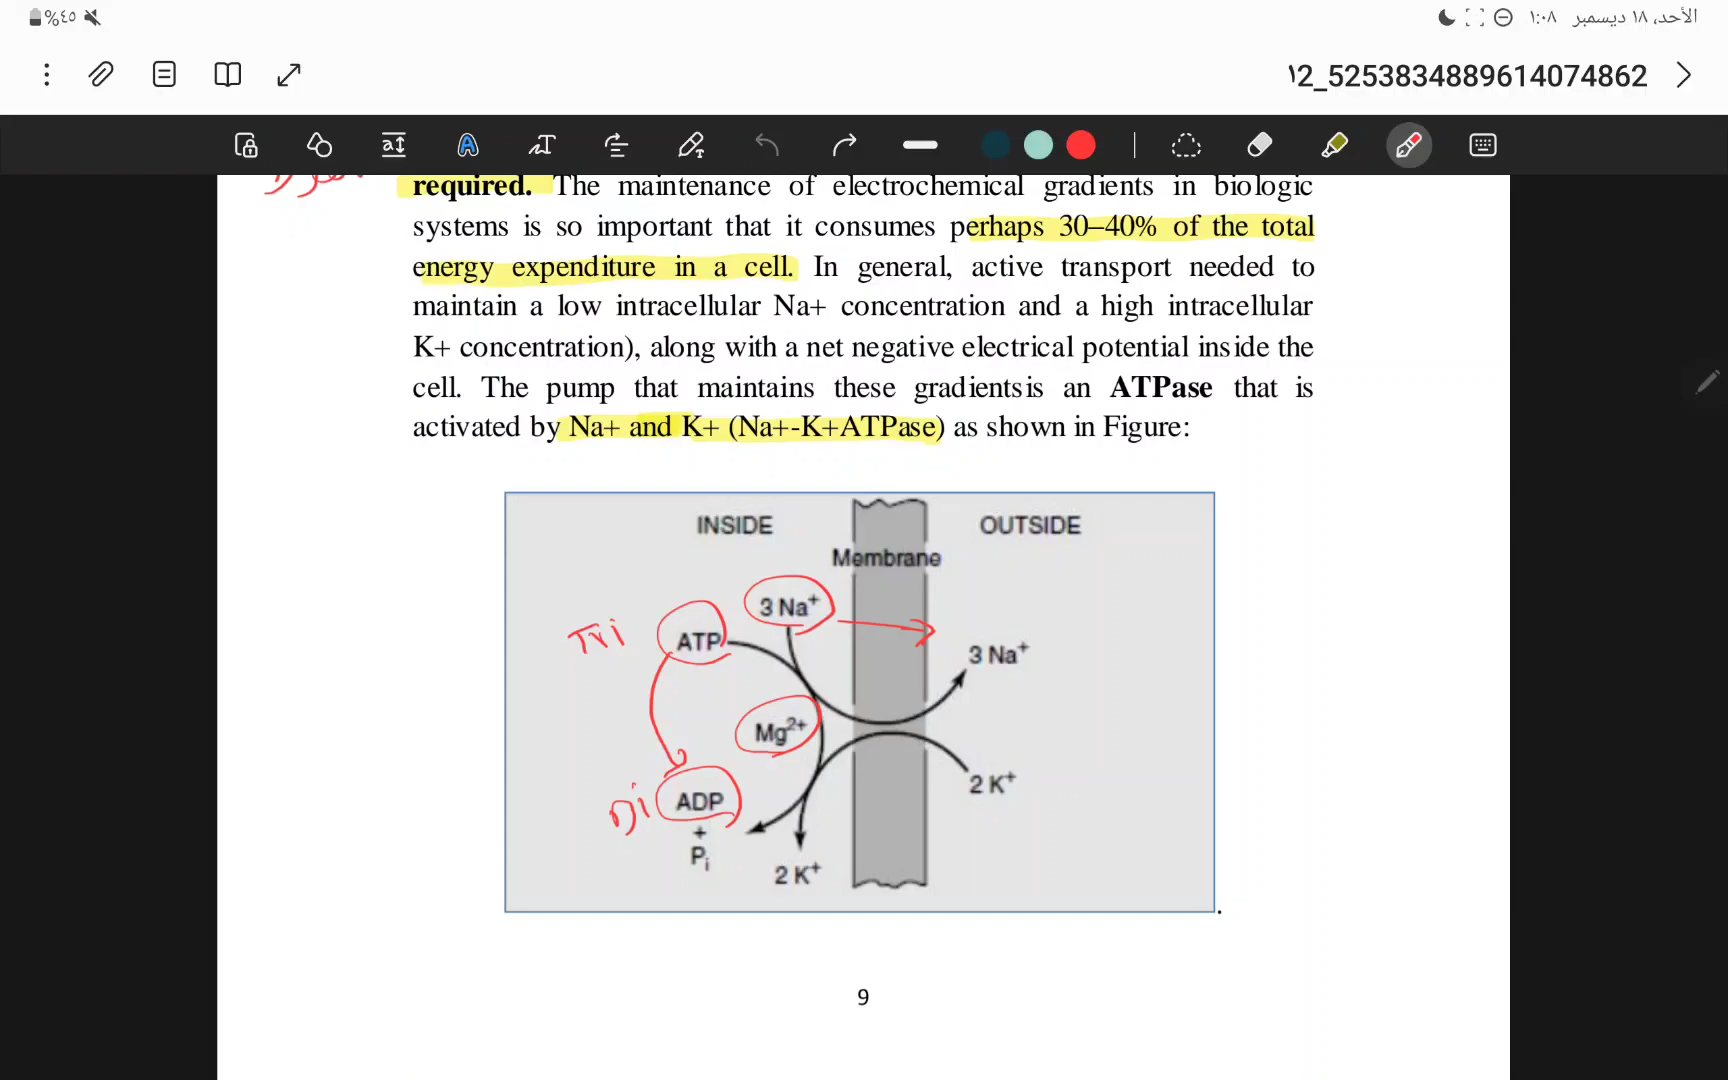 %٤٥
الأحد، ١٨ ديسمبر ١:٠٨
١2_5253834889614074862
required. The maintenance of electrochemical gradients in biologic
systems is so important that it consumes perhaps 30–40% of the total
energy expenditure in a cell. In general, active transport needed to
maintain a low intracellular Na+ concentration and a high intracellular
K+ concentration), along with a net negative electrical potential inside the
cell. The pump that maintains these gradientsis an ATPase that is
activated by Na+ and K+ (Na+-K+ATPase) as shown in Figure:
INSIDE
OUTSIDE
Membrane
3 Na⁺
Tri
ATP
3 Na⁺
Mg²⁺
2 K⁺
Di
ADP
+
Pᵢ
2 K⁺
.
9